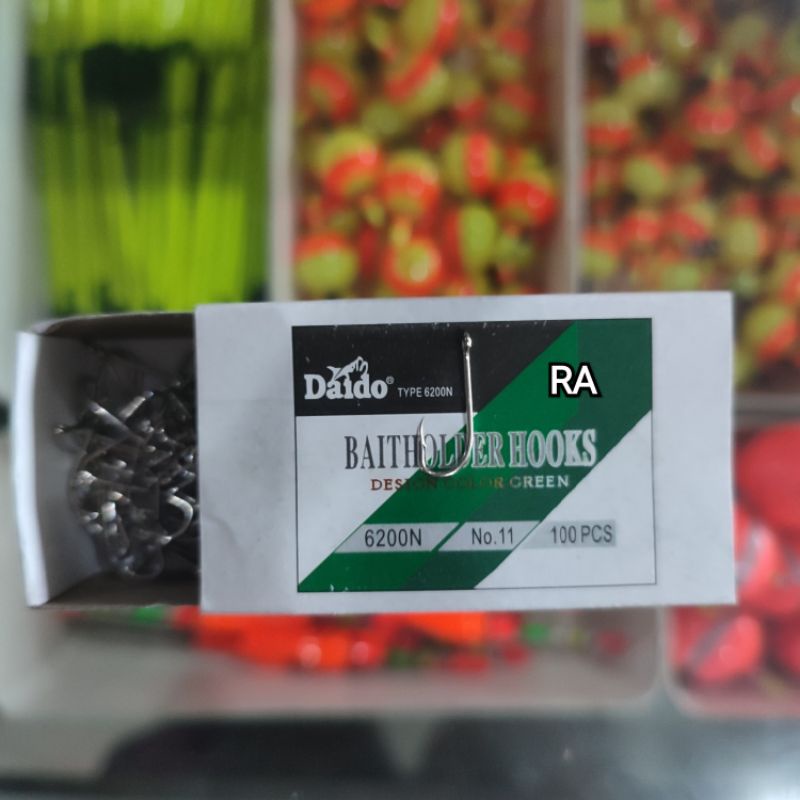 Daido® TYPE 6200N
RA
BAITHOLDER HOOKS
DESIGN COLOR GREEN
6200N No.11 100 PCS